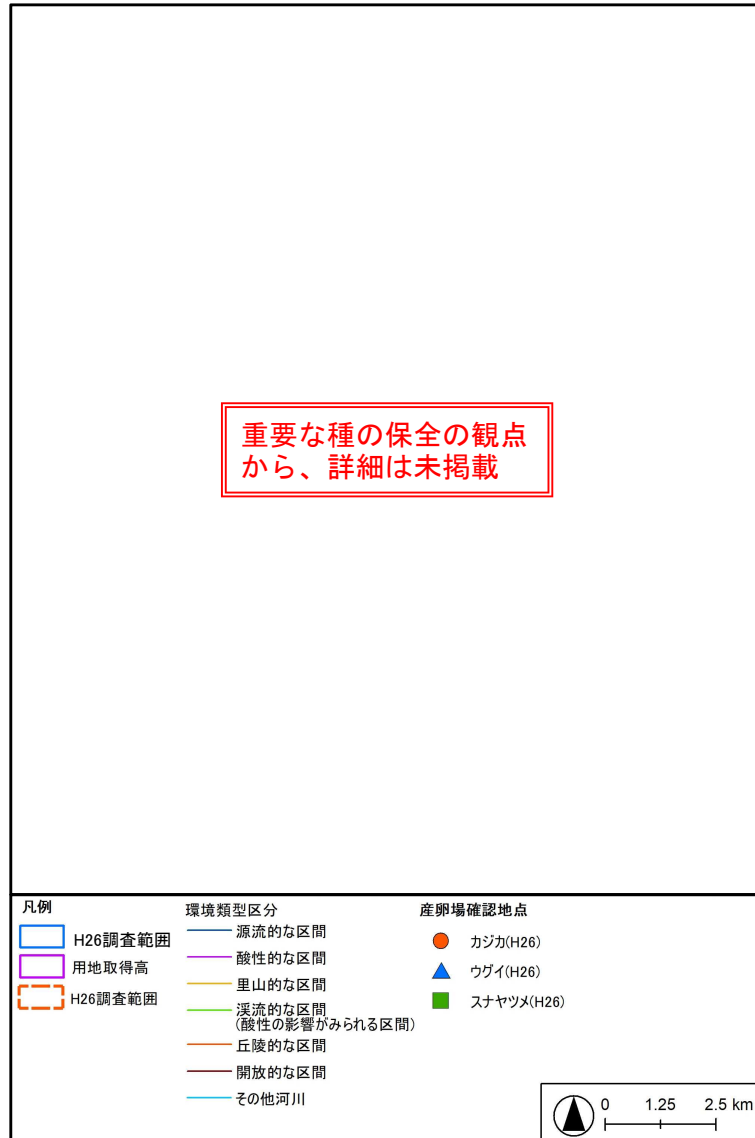 重要な種の保全の観点
から、詳細は未掲載
凡例
H26調査範囲
用地取得高
H26調査範囲
環境類型区分
源流的な区間
酸性的な区間
里山的な区間
渓流的な区間
(酸性の影響がみられる区間)
丘陵的な区間
開放的な区間
その他河川
産卵場確認地点
カジカ(H26)
ウグイ(H26)
スナヤツメ(H26)
0 1.25 2.5 km